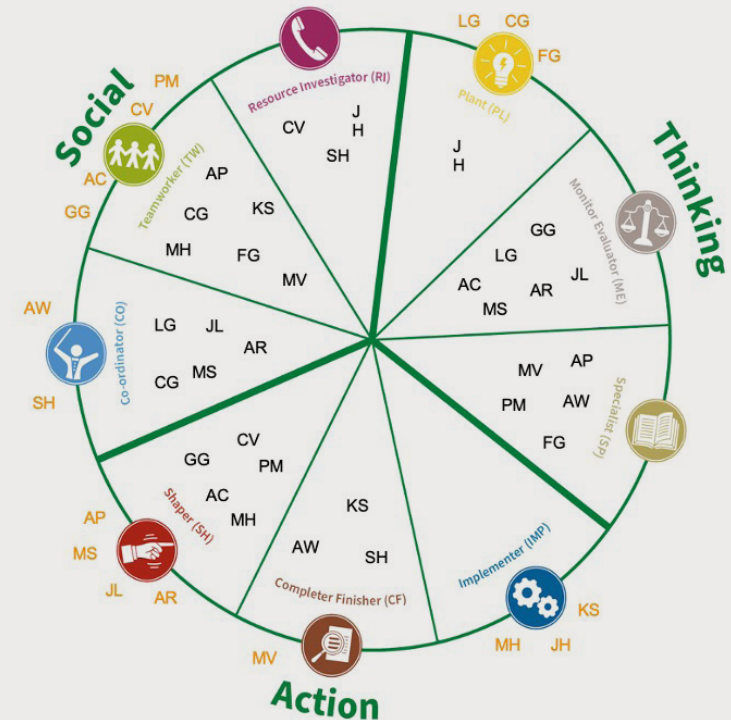 LG CG
FG
Resource Investigator (RI)
CV
J
H
SH
Plant (PL)
J
H
Thinking
Monitor Evaluator (ME)
GG
LG
AC
AR
JL
MS
Specialist (SP)
MV
AP
PM
AW
FG
Implementer (IMP)
KS
MH
JH
Action
Completer Finisher (CF)
KS
AW
SH
MV
Shaper (SH)
CV
GG
PM
AC
MH
AP
MS
JL
AR
Co-ordinator (CO)
LG
JL
AR
MS
CG
AW
SH
Social
Teamworker (TW)
AP
CG
KS
MH
FG
MV
PM
CV
AC
GG